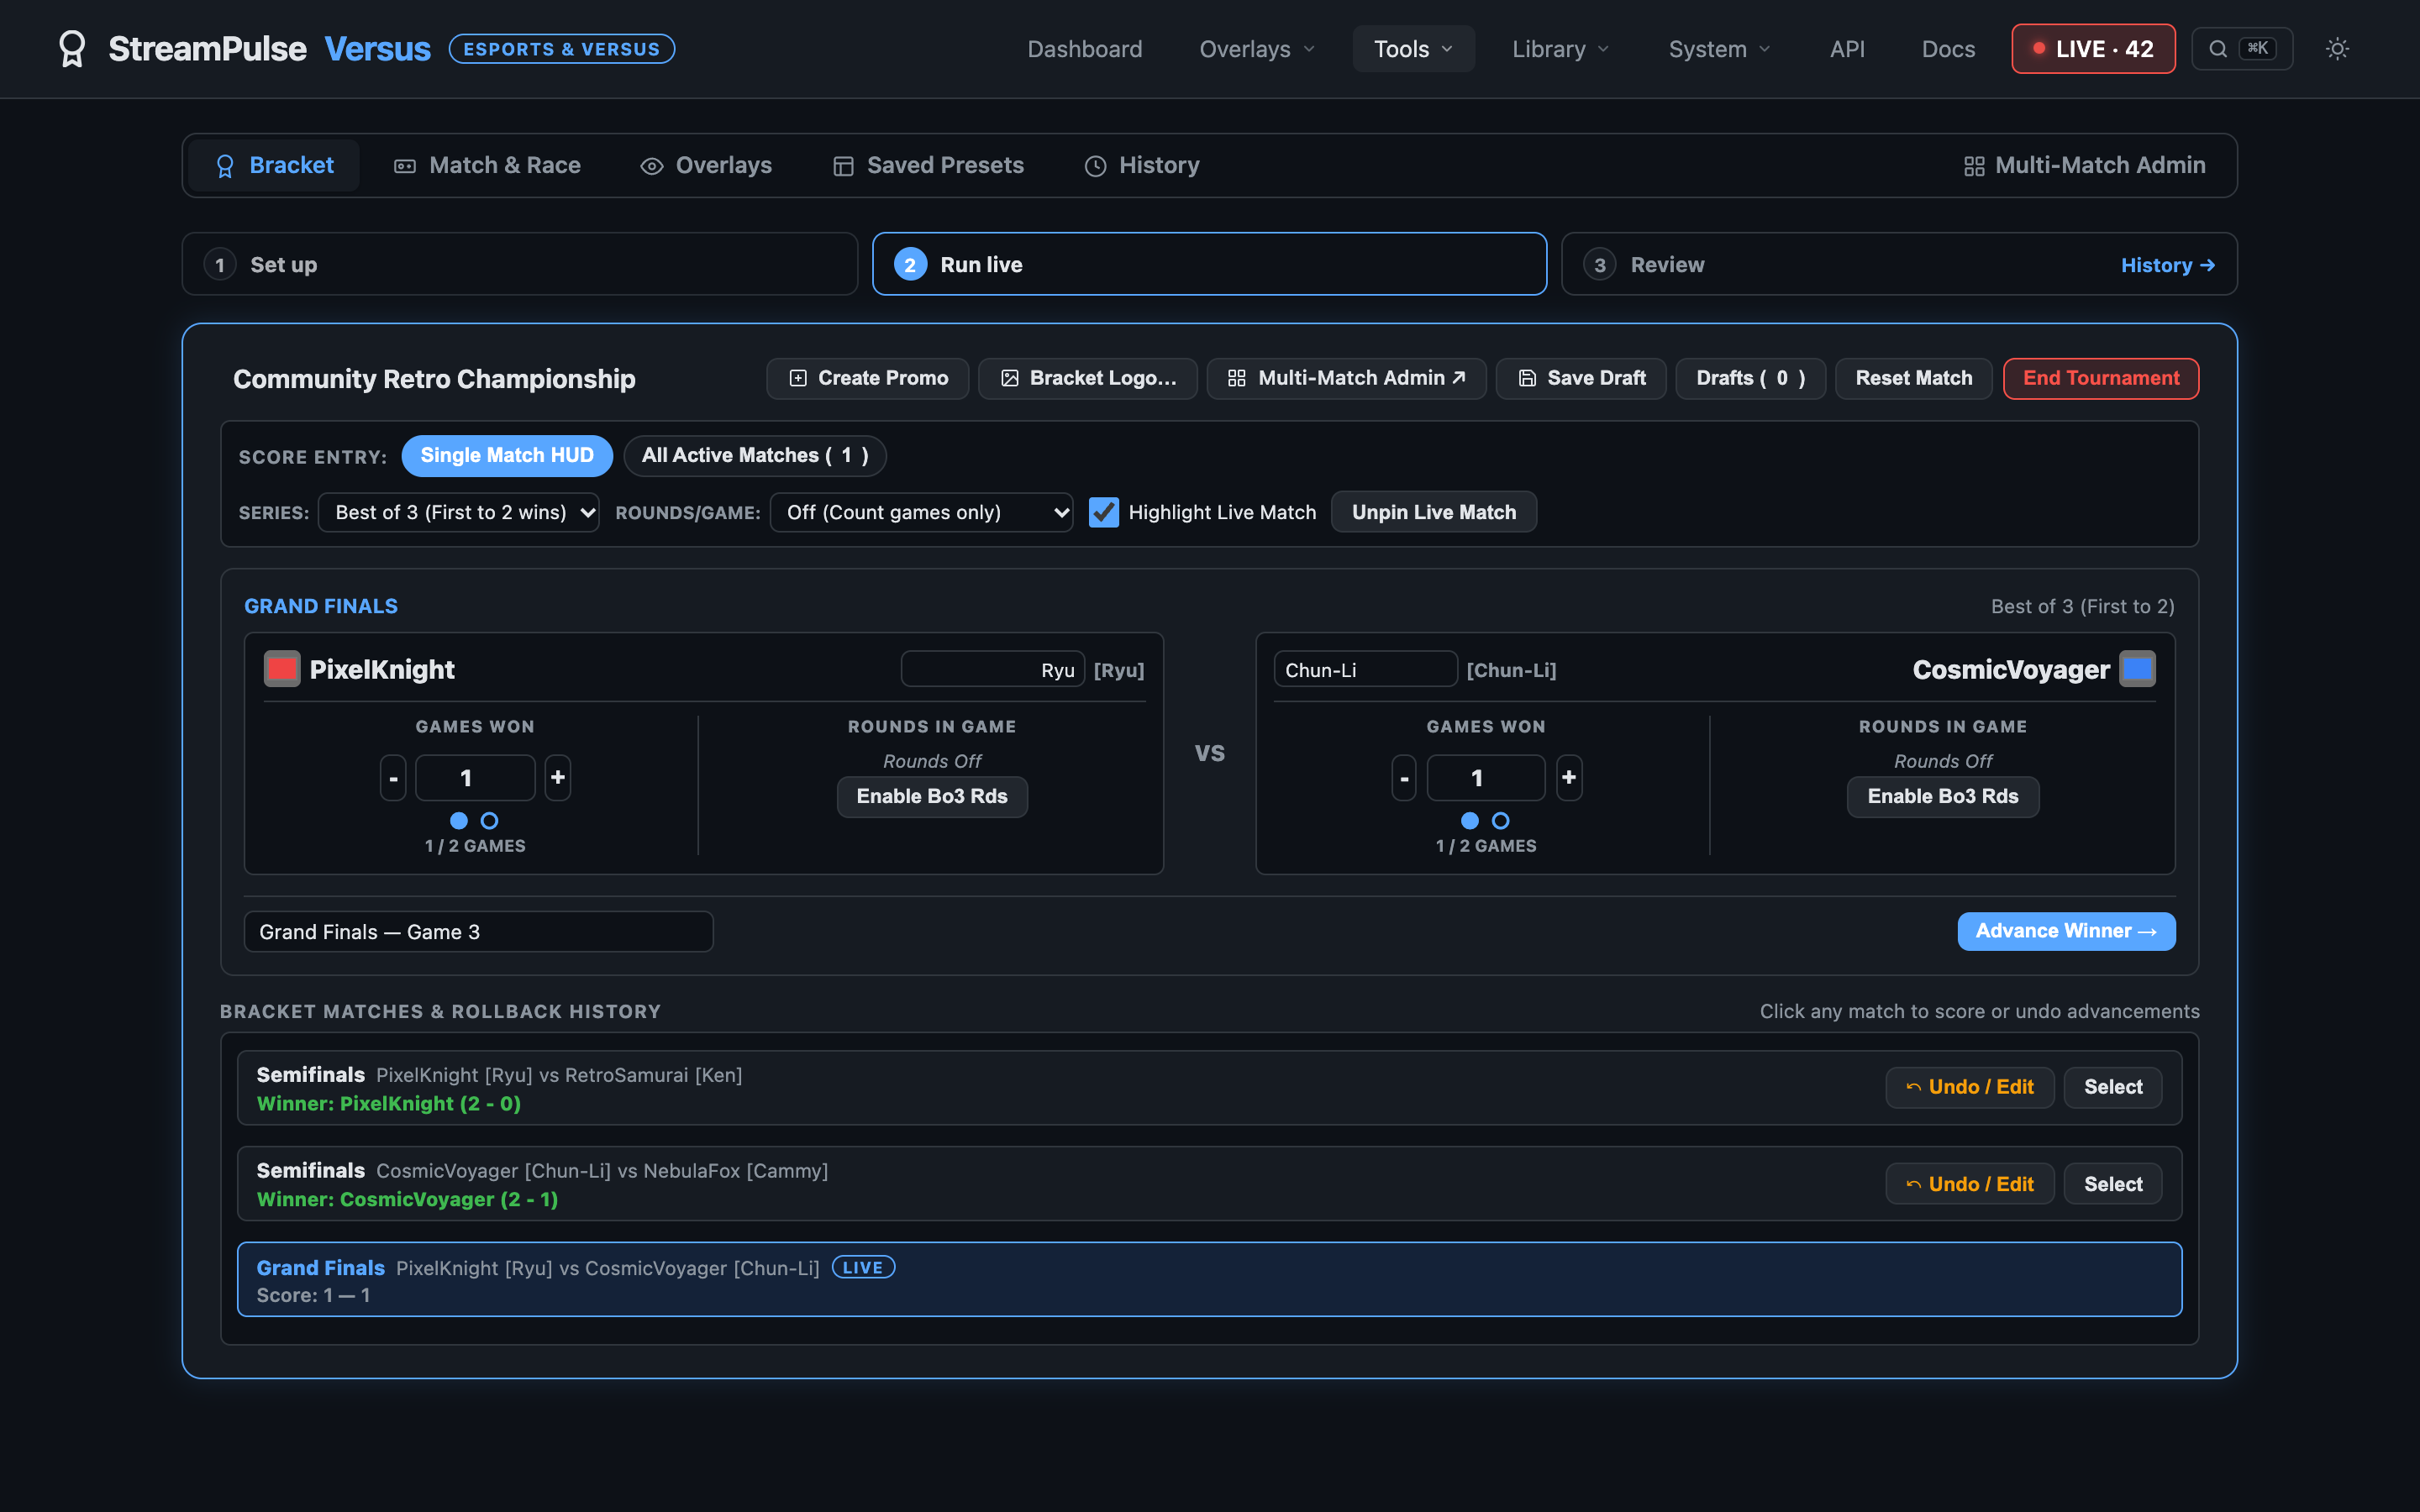 StreamPulse Versus ESPORTS & VERSUS
Dashboard Overlays Tools Library System API Docs LIVE · 42 ⌘K
Bracket Match & Race Overlays Saved Presets History Multi-Match Admin
1 Set up 2 Run live 3 Review History →
Community Retro Championship Create Promo Bracket Logo... Multi-Match Admin ↗ Save Draft Drafts ( 0 ) Reset Match End Tournament
SCORE ENTRY: Single Match HUD All Active Matches ( 1 )
SERIES: Best of 3 (First to 2 wins) ROUNDS/GAME: Off (Count games only) Highlight Live Match Unpin Live Match
GRAND FINALS Best of 3 (First to 2)
PixelKnight Ryu [Ryu]
GAMES WON ROUNDS IN GAME
- 1 + Rounds Off
Enable Bo3 Rds
1 / 2 GAMES
VS
Chun-Li [Chun-Li] CosmicVoyager
GAMES WON ROUNDS IN GAME
- 1 + Rounds Off
Enable Bo3 Rds
1 / 2 GAMES
Grand Finals — Game 3 Advance Winner →
BRACKET MATCHES & ROLLBACK HISTORY Click any match to score or undo advancements
Semifinals PixelKnight [Ryu] vs RetroSamurai [Ken]
Winner: PixelKnight (2 - 0)
Undo / Edit Select
Semifinals CosmicVoyager [Chun-Li] vs NebulaFox [Cammy]
Winner: CosmicVoyager (2 - 1)
Undo / Edit Select
Grand Finals PixelKnight [Ryu] vs CosmicVoyager [Chun-Li] LIVE
Score: 1 — 1